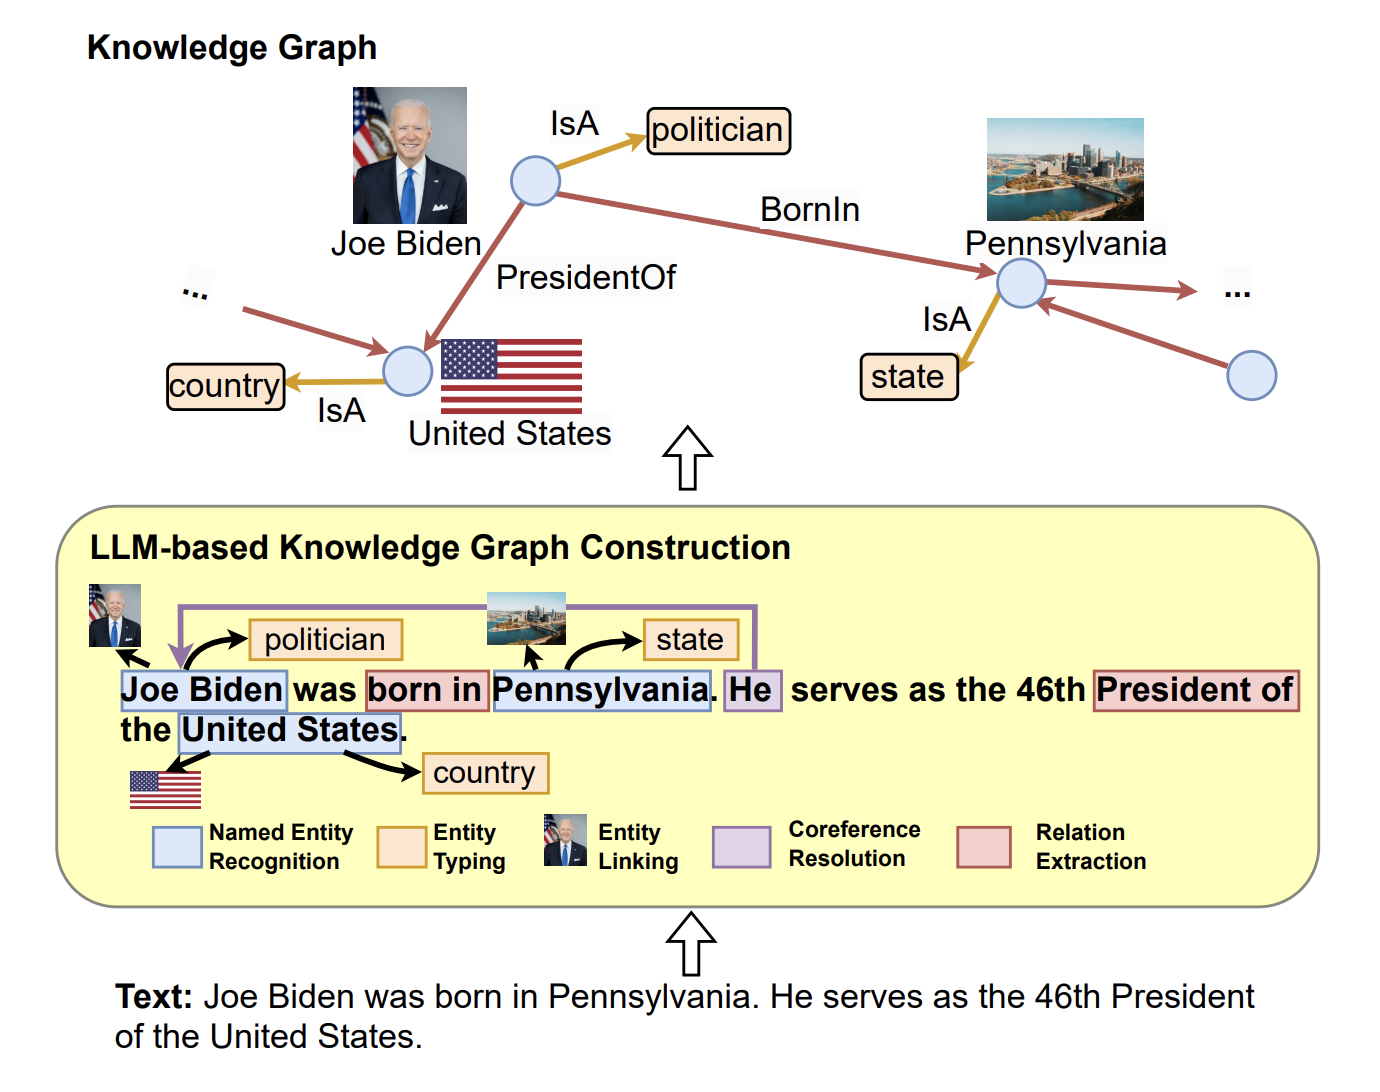 Knowledge Graph
IsA
politician
BornIn
Joe Biden
Pennsylvania
PresidentOf
...
...
IsA
country
state
IsA
United States
LLM-based Knowledge Graph Construction
politician
state
Joe Biden was born in Pennsylvania. He serves as the 46th President of
the United States.
country
Named Entity
Recognition
Entity
Typing
Entity
Linking
Coreference
Resolution
Relation
Extraction
Text: Joe Biden was born in Pennsylvania. He serves as the 46th President
of the United States.